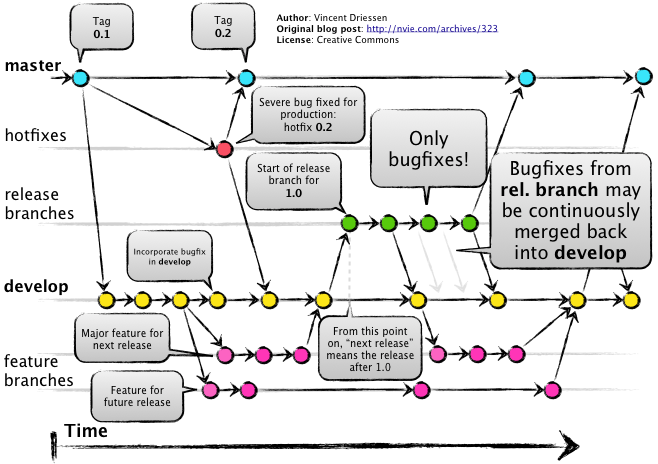 Tag
0.1
Tag
0.2
Author: Vincent Driessen
Original blog post: http://nvie.com/archives/323
License: Creative Commons
master
Severe bug fixed for
production:
hotfix 0.2
hotfixes
Only
bugfixes!
Start of release
branch for
1.0
Bugfixes from
rel. branch may
be continuously
merged back
into develop
release
branches
Incorporate bugfix
in develop
develop
Major feature for
next release
From this point
on, “next release”
means the release
after 1.0
feature
branches
Feature for
future release
Time